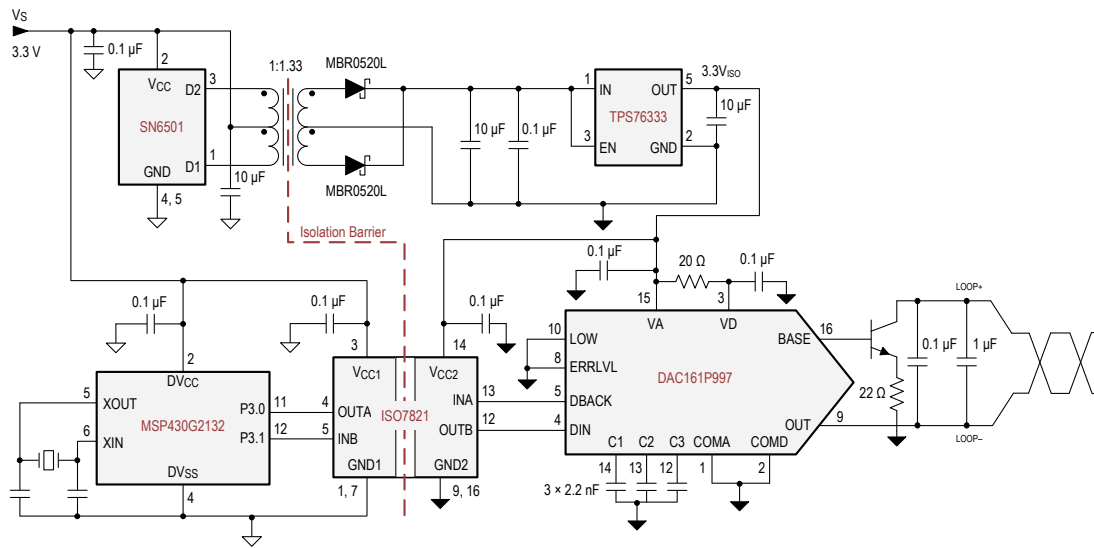 VS
3.3 V
0.1 µF
2
VCC
D2
3
SN6501
D1
1
GND
4, 5
10 µF
1:1.33
MBR0520L
MBR0520L
10 µF
0.1 µF
1
IN
OUT
5
TPS76333
3
EN
GND
2
3.3VISO
10 µF
Isolation Barrier
0.1 µF
2
DVCC
5
XOUT
P3.0
11
MSP430G2132
6
XIN
P3.1
12
DVSS
4
0.1 µF
3
VCC1
4
OUTA
5
INB
GND1
1, 7
ISO7821
0.1 µF
14
VCC2
INA
13
OUTB
12
GND2
9, 16
0.1 µF
20 Ω
0.1 µF
15
3
VA
VD
10
LOW
8
ERRLVL
5
DBACK
4
DIN
DAC161P997
BASE
16
OUT
9
C1
C2
C3
COMA
COMD
14
13
12
1
2
3 × 2.2 nF
22 Ω
0.1 µF
1 µF
LOOP+
LOOP–